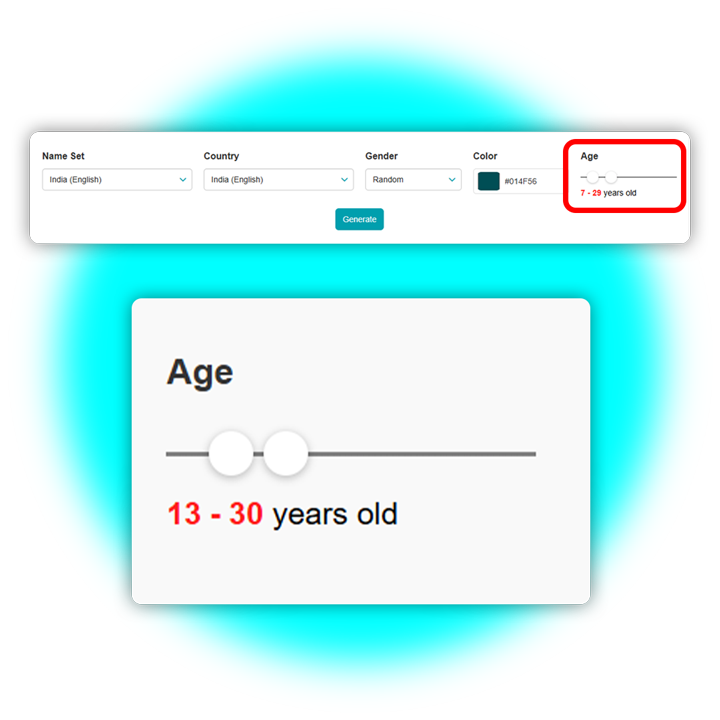 Name Set Country Gender Color Age
India (English) India (English) Random #014F56
7 - 29 years old
Generate
Age
13 - 30 years old